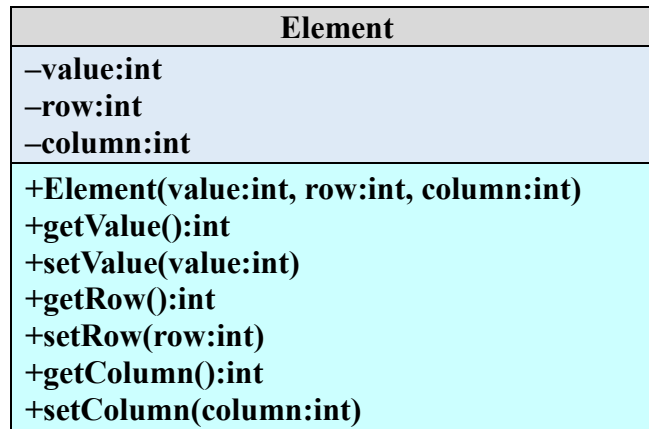 Element
–value:int
–row:int
–column:int
+Element(value:int, row:int, column:int)
+getValue():int
+setValue(value:int)
+getRow():int
+setRow(row:int)
+getColumn():int
+setColumn(column:int)